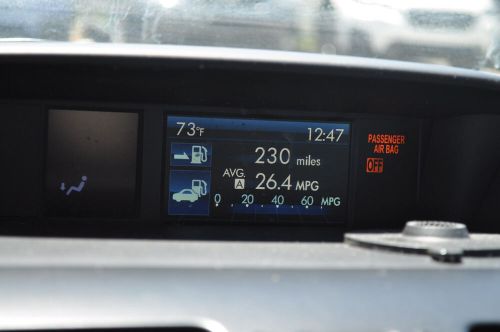 73°F 12:47
230 miles
AVG.
A 26.4 MPG
0 20 40 60 MPG
PASSENGER
AIR BAG
OFF